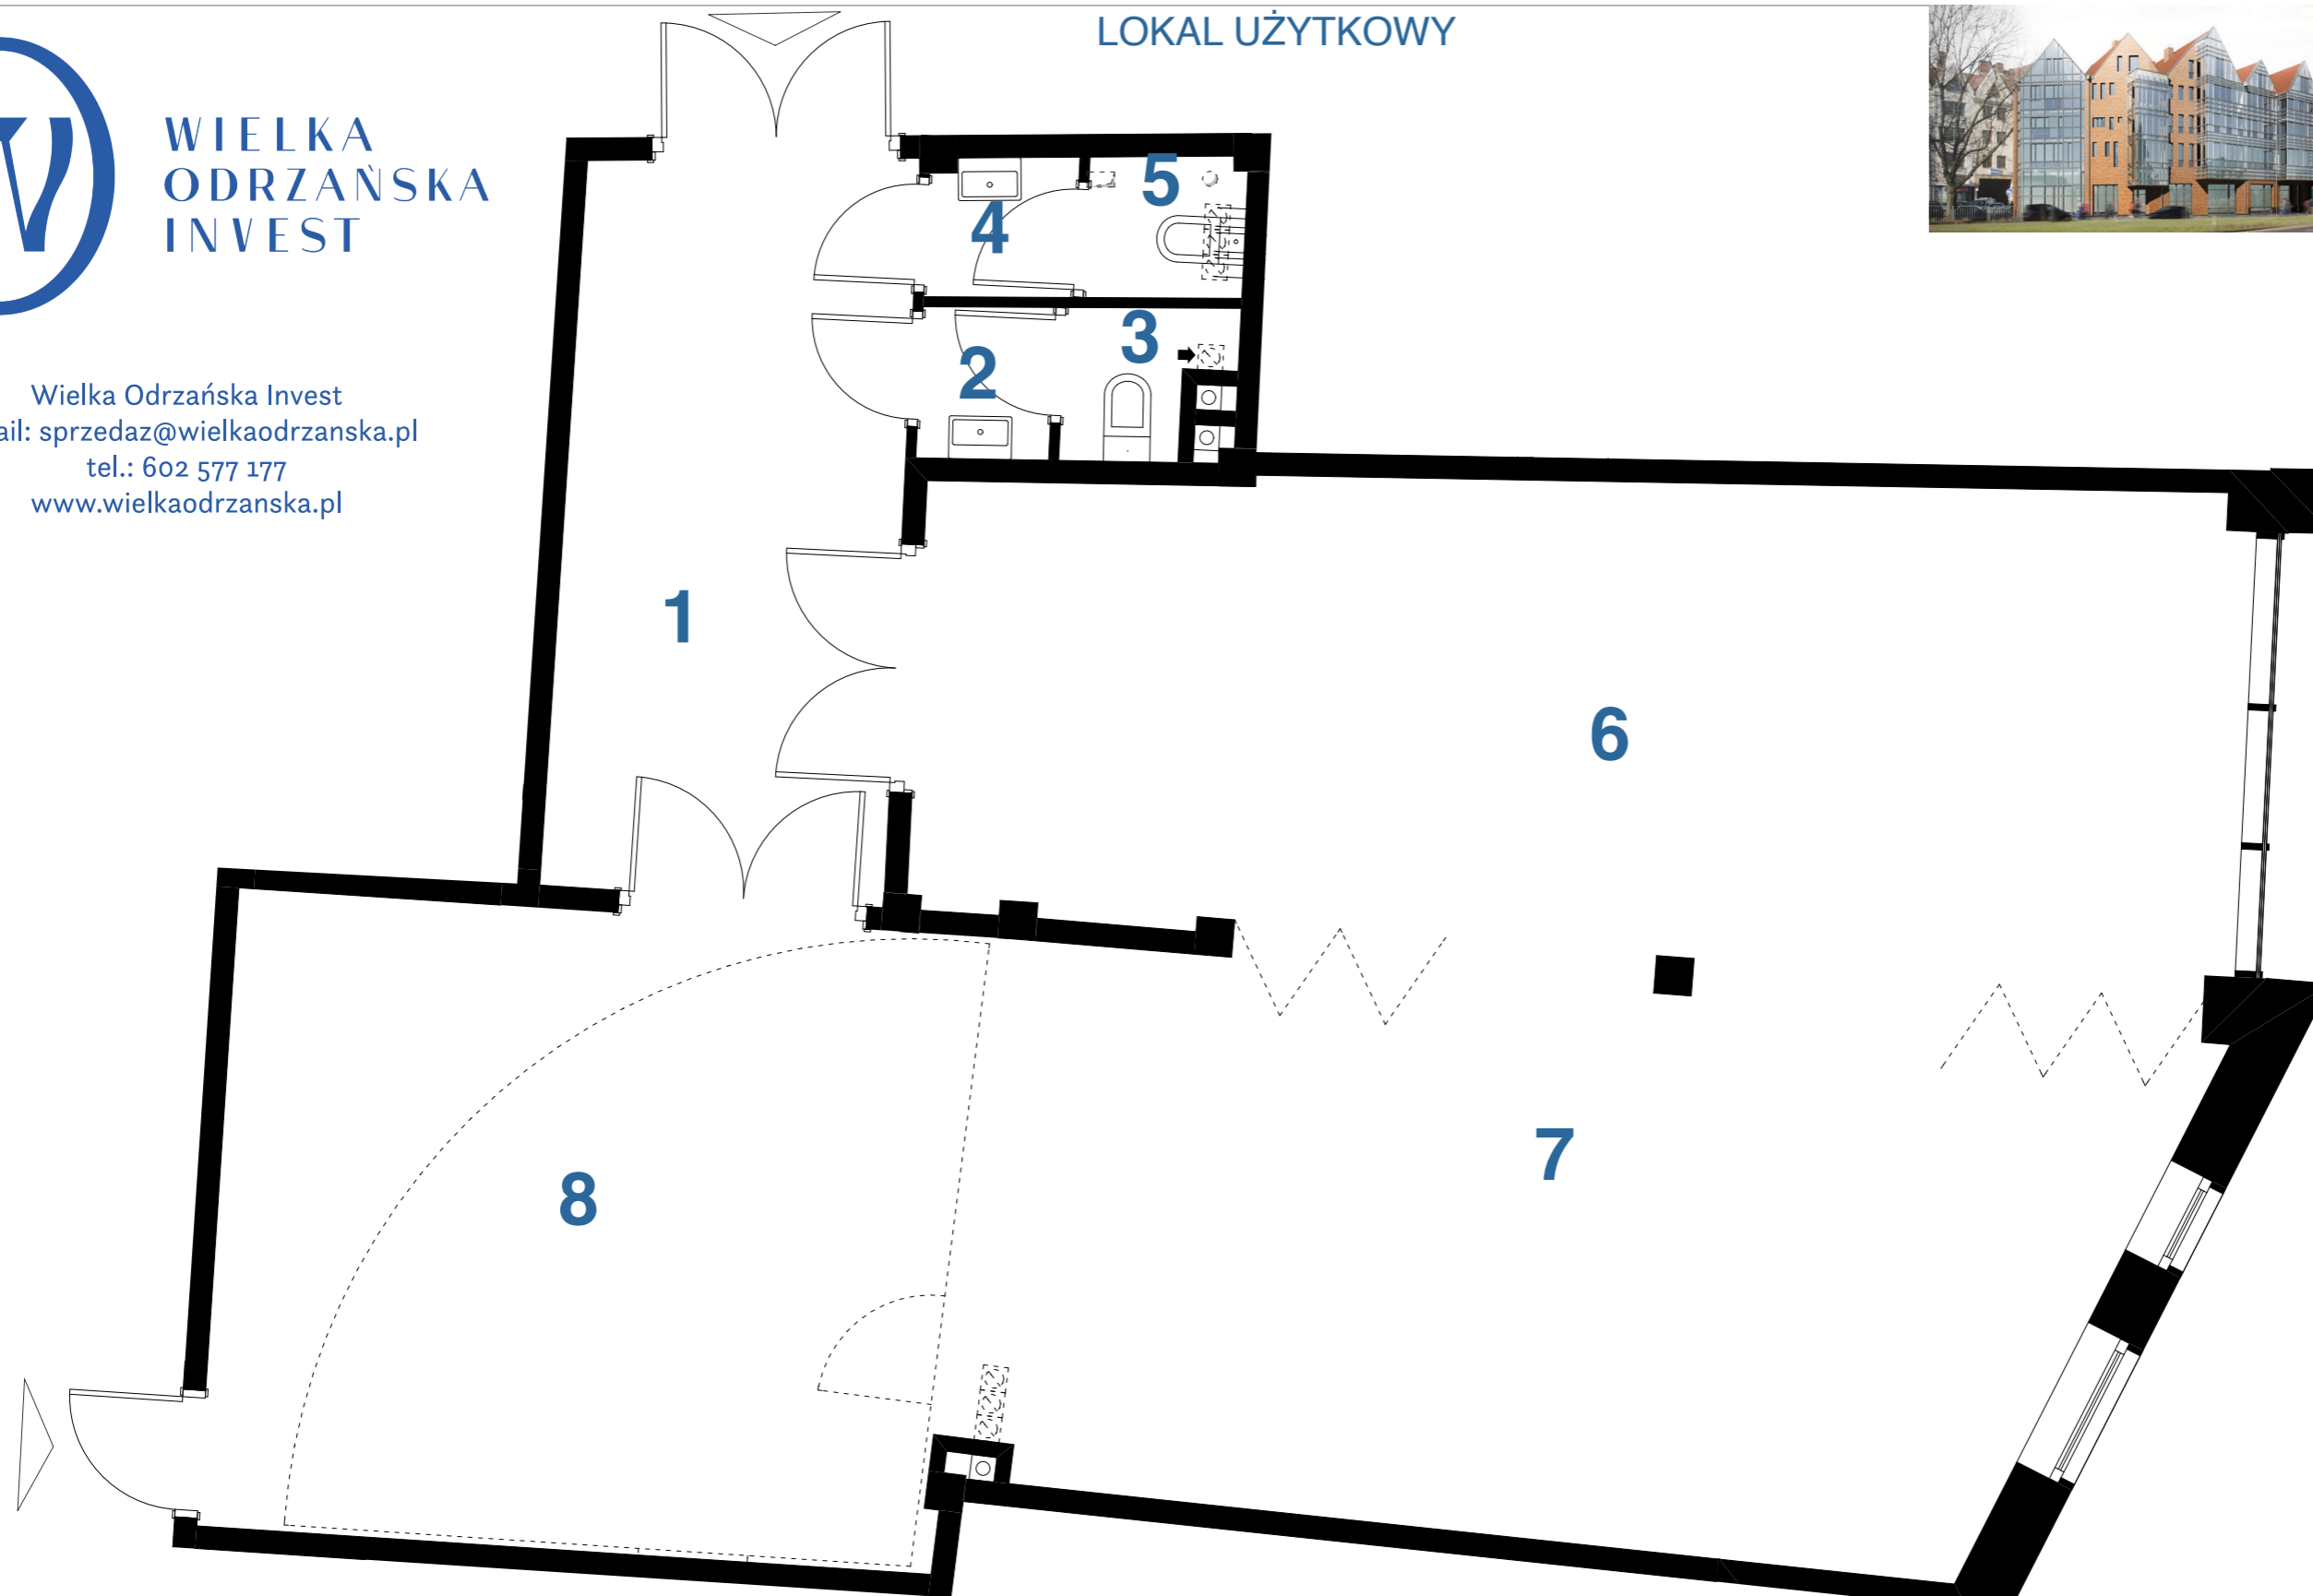 LOKAL UŻYTKOWY
W
WIELKA
ODRZAŃSKA
INVEST
Wielka Odrzańska Invest
ail: sprzedaz@wielkaodrzanska.pl
tel.: 602 577 177
www.wielkaodrzanska.pl
5
4
3
2
1
6
7
8